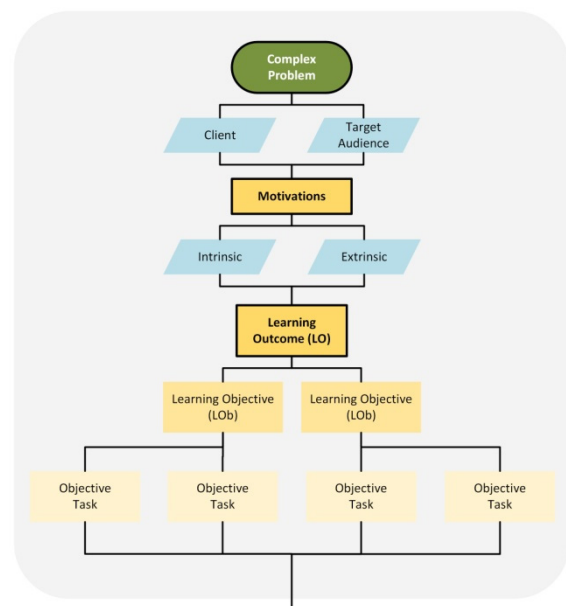 Complex
Problem
Client
Target
Audience
Motivations
Intrinsic
Extrinsic
Learning
Outcome (LO)
Learning Objective
(LOb)
Learning Objective
(LOb)
Objective
Task
Objective
Task
Objective
Task
Objective
Task